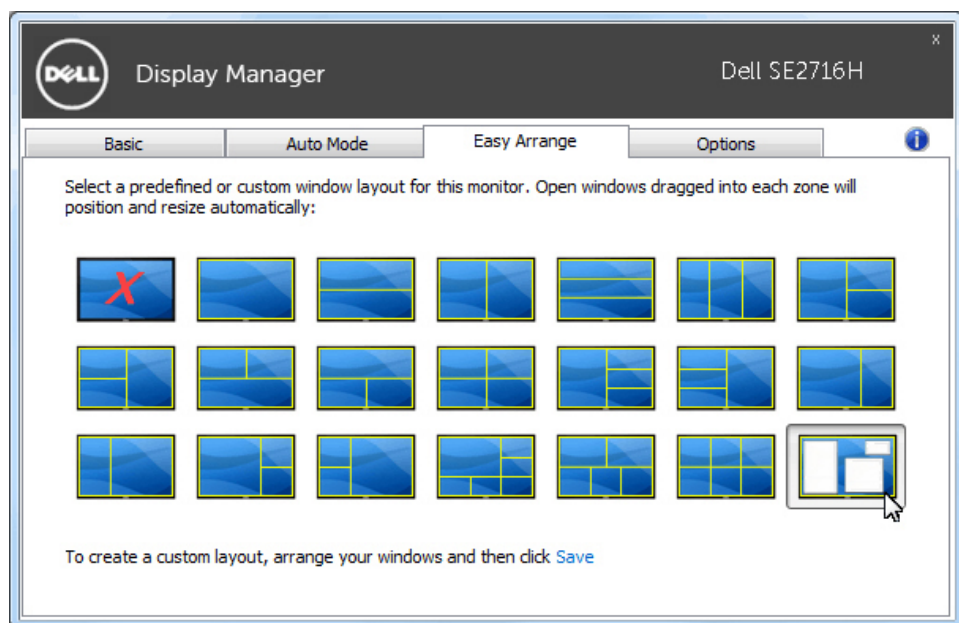 DELL
Display Manager
Dell SE2716H
x
Basic
Auto Mode
Easy Arrange
Options
i
Select a predefined or custom window layout for this monitor. Open windows dragged into each zone will
position and resize automatically:
X
To create a custom layout, arrange your windows and then click Save